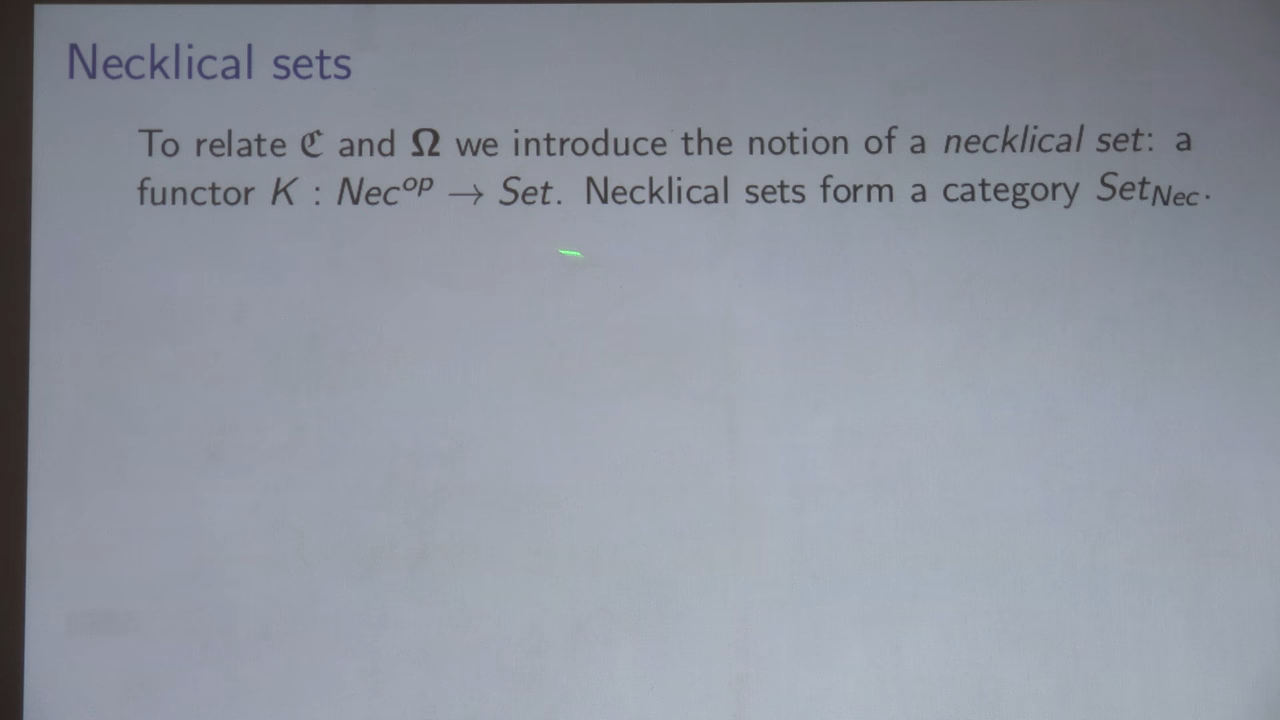 Necklical sets
To relate ℭ and Ω we introduce the notion of a necklical set: a
functor K : Nec^op → Set. Necklical sets form a category Set_Nec.